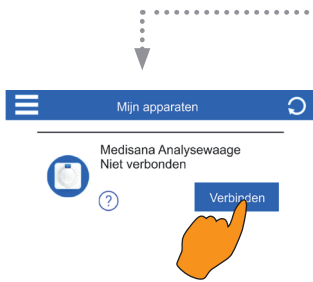 Mijn apparaten
Medisana Analysewaage
Niet verbonden
?
Verbinden